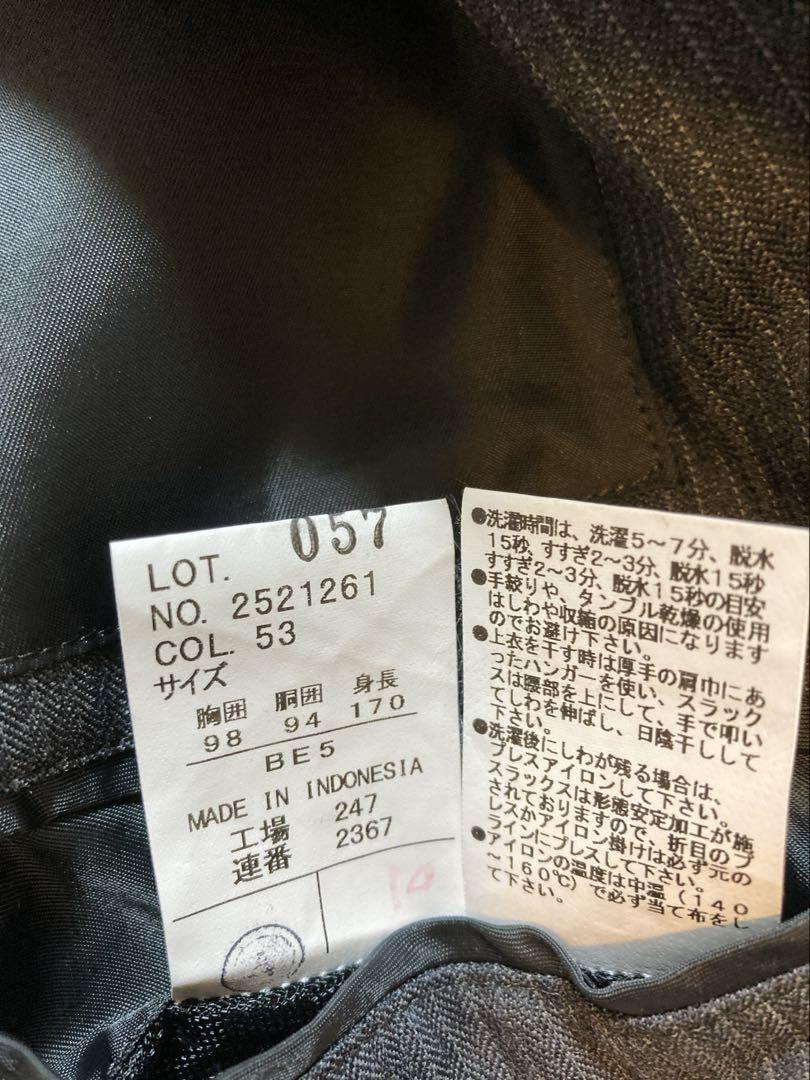 LOT. 057
NO. 2521261
COL. 53
サイズ
胸囲 胴囲 身長
98 94 170
BE5
MADE IN INDONESIA
工場 247
連番 2367
14
●洗濯時間は、洗濯5〜7分、脱水
15秒、すすぎ2〜3分、脱水15秒
すすぎ2〜3分、脱水15秒の目安
●手絞りや、タンブル乾燥の使用
はしわや収縮の原因になります
のでお避け下さい。
●上衣を干す時は厚手の肩巾にあ
ったハンガーを使い、スラック
スは腰部を上にして、手で叩い
てしわを伸ばし、日陰干しして
下さい。
●洗濯後にしわが残る場合は、
プレスアイロンして下さい。
スラックスは形態安定加工が施
されておりますので、折目のプ
レスかアイロン掛けは必ず元の
ラインにプレスして下さい。
●アイロンの温度は中温(140
〜160℃)で必ず当て布をし
て下さい。